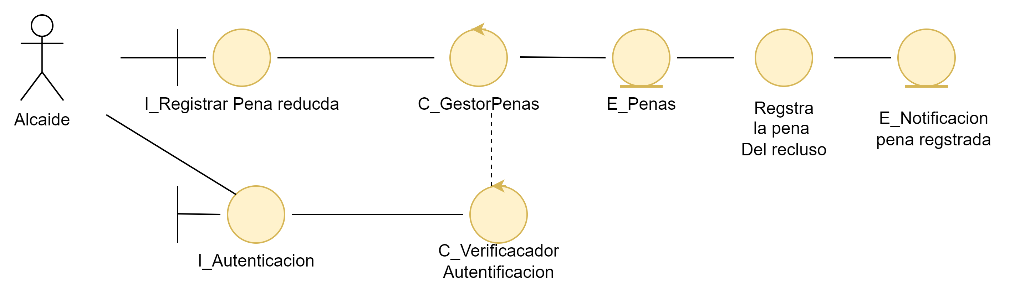 Alcaide
I_Registrar Pena reducda
C_GestorPenas
E_Penas
Regstra
la pena
Del recluso
E_Notificacion
pena regstrada
I_Autenticacion
C_Verificacador
Autentificacion